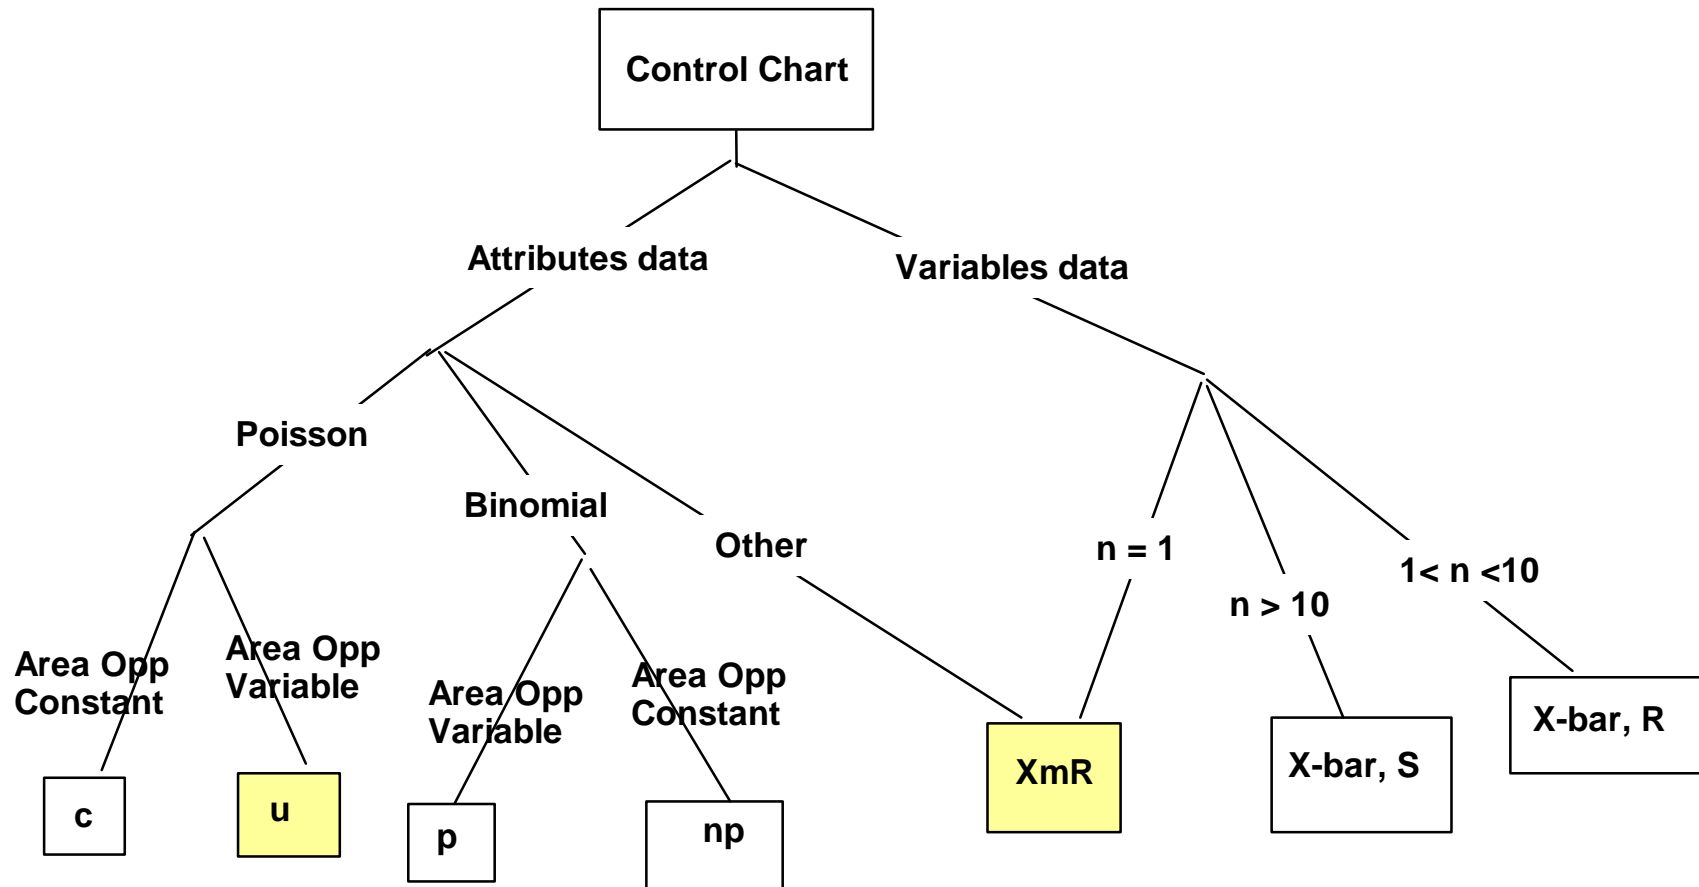 Control Chart
Attributes data
Variables data
Poisson
Binomial
Other
n = 1
n > 10
1< n <10
Area Opp
Constant
Area Opp
Variable
Area Opp
Variable
Area Opp
Constant
c
u
p
np
XmR
X-bar, S
X-bar, R